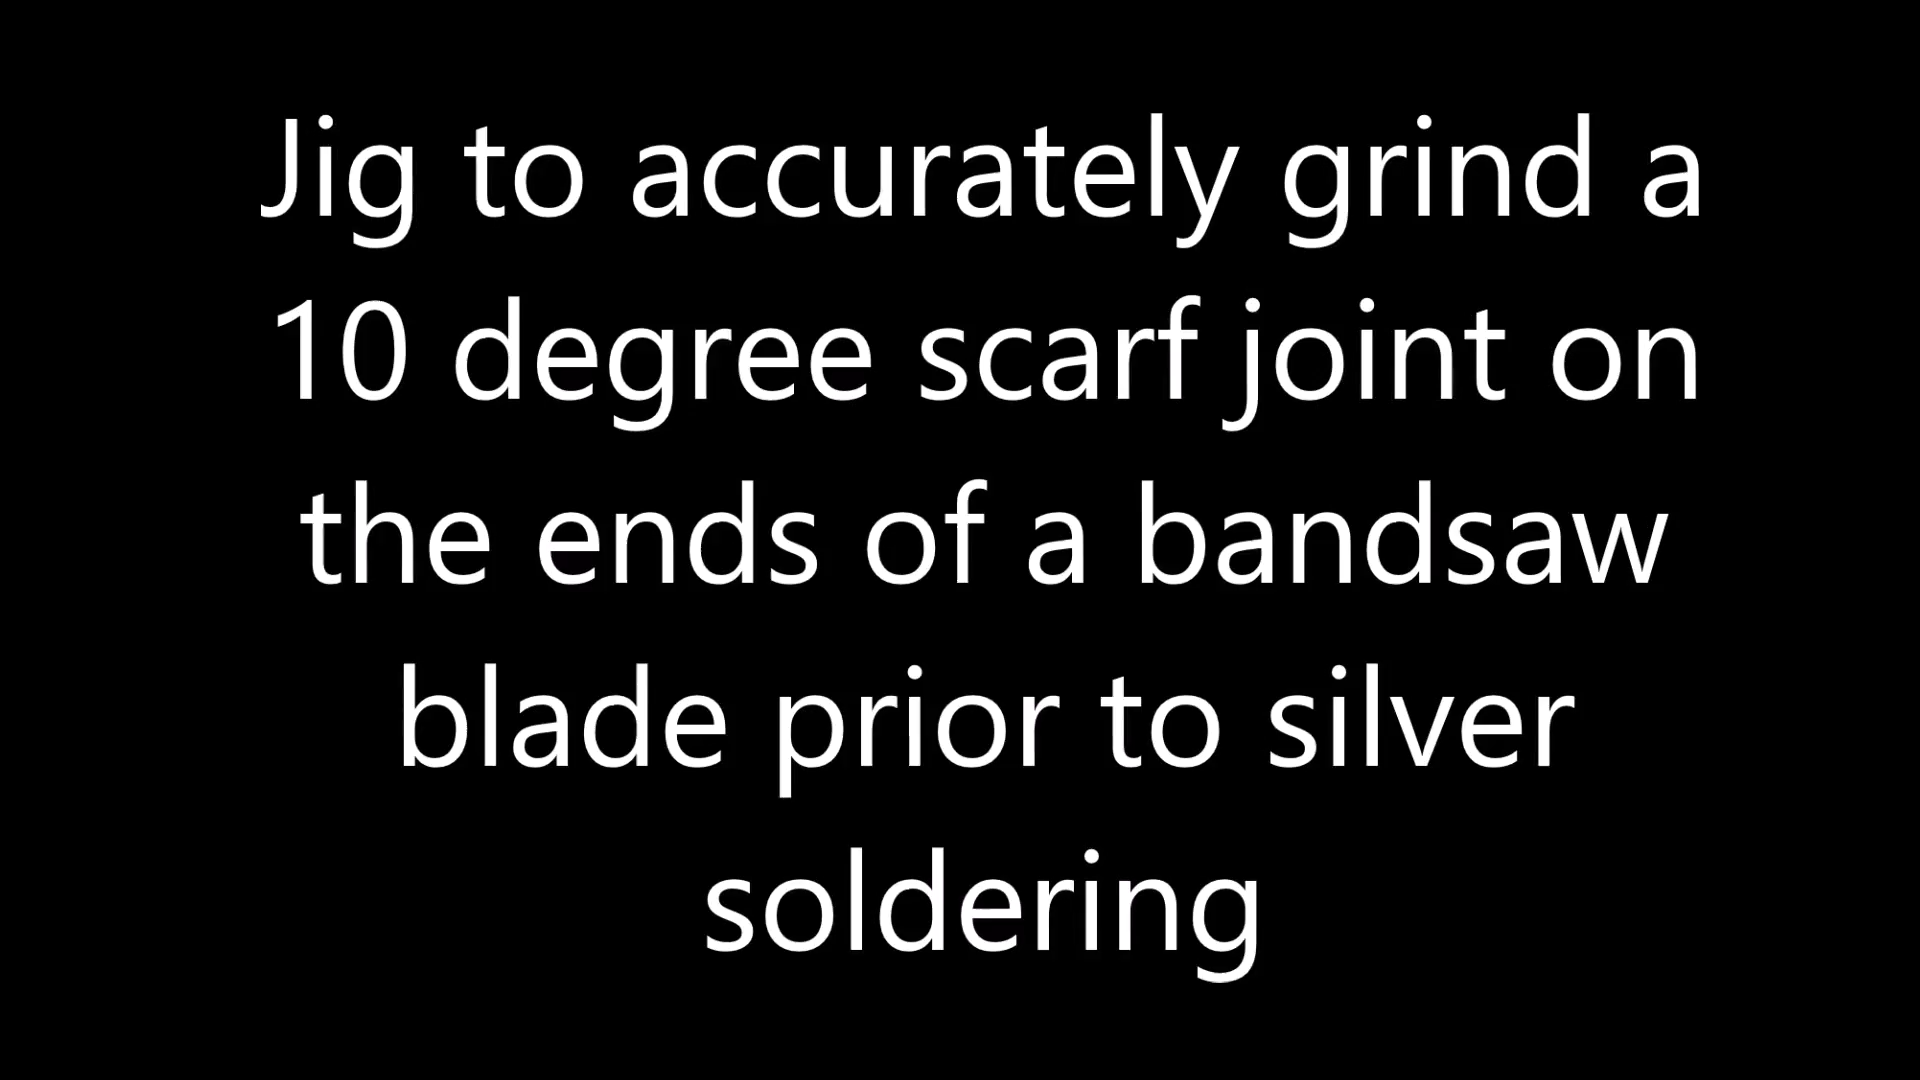 Jig to accurately grind a
10 degree scarf joint on
the ends of a bandsaw
blade prior to silver
soldering